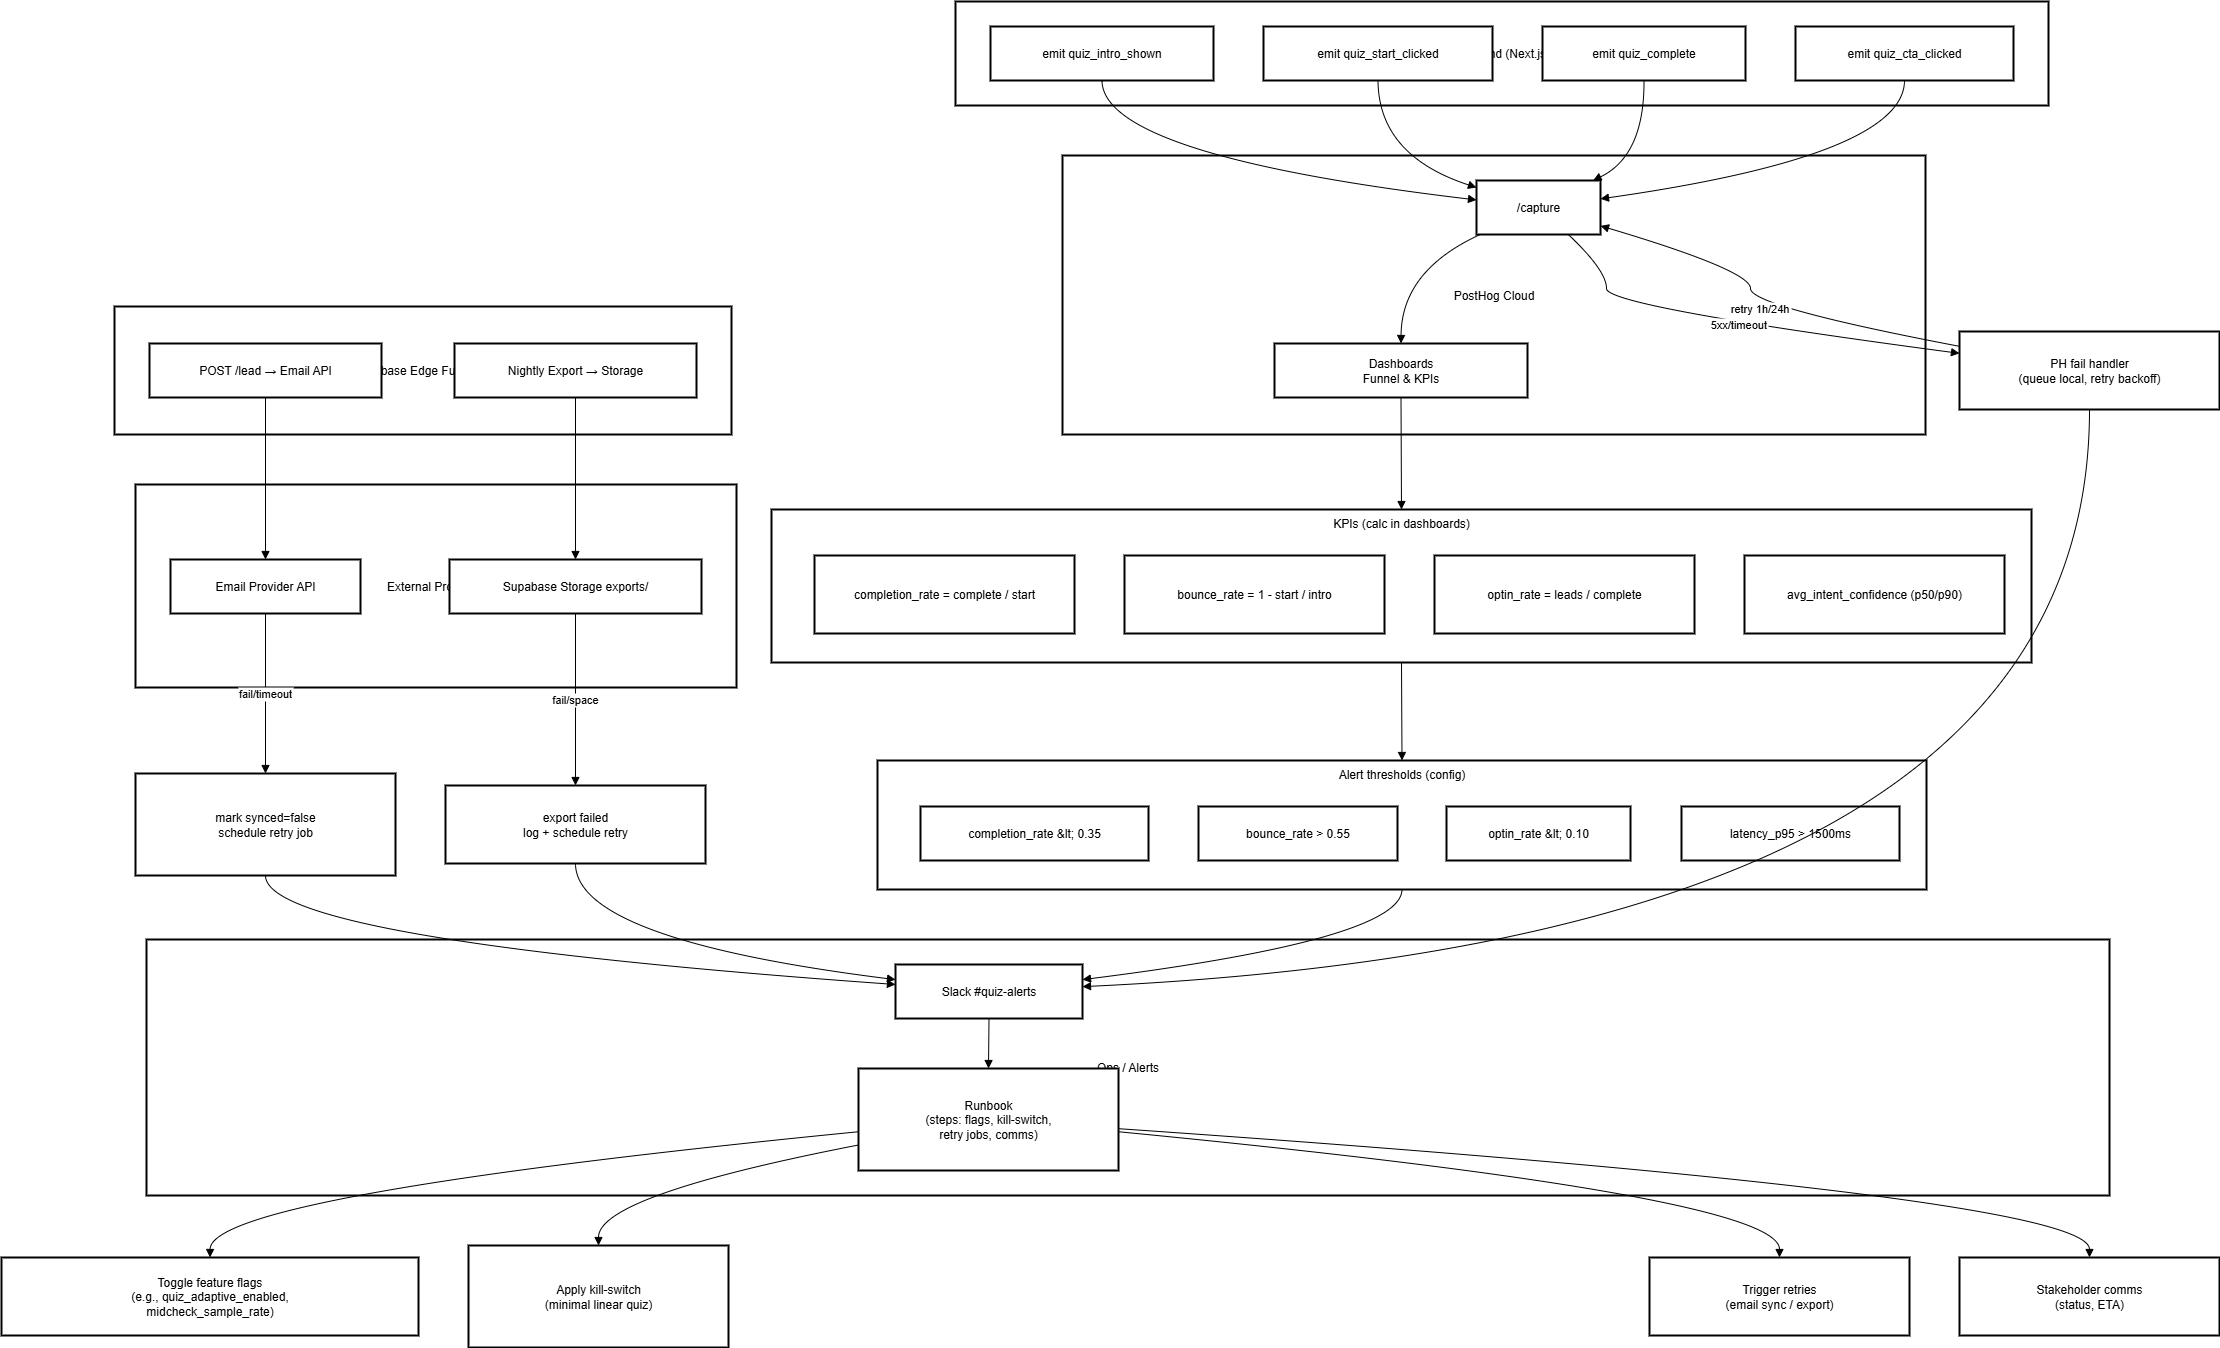 emit quiz_intro_shown
emit quiz_start_clicked
(Next.js
emit quiz_complete
emit quiz_cta_clicked
/capture
PostHog Cloud
retry 1h/24h
5xx/timeout
Dashboards
Funnel & KPIs
PH fail handler
(queue local, retry backoff)
POST /lead → Email API
base Edge Fu
Nightly Export → Storage
Email Provider API
External Pro
Supabase Storage exports/
KPIs (calc in dashboards)
completion_rate = complete / start
bounce_rate = 1 - start / intro
optin_rate = leads / complete
avg_intent_confidence (p50/p90)
fail/timeout
fail/space
mark synced=false
schedule retry job
export failed
log + schedule retry
Alert thresholds (config)
completion_rate &lt; 0.35
bounce_rate > 0.55
optin_rate &lt; 0.10
latency_p95 > 1500ms
Slack #quiz-alerts
Ops / Alerts
Runbook
(steps: flags, kill-switch,
retry jobs, comms)
Toggle feature flags
(e.g., quiz_adaptive_enabled,
midcheck_sample_rate)
Apply kill-switch
(minimal linear quiz)
Trigger retries
(email sync / export)
Stakeholder comms
(status, ETA)